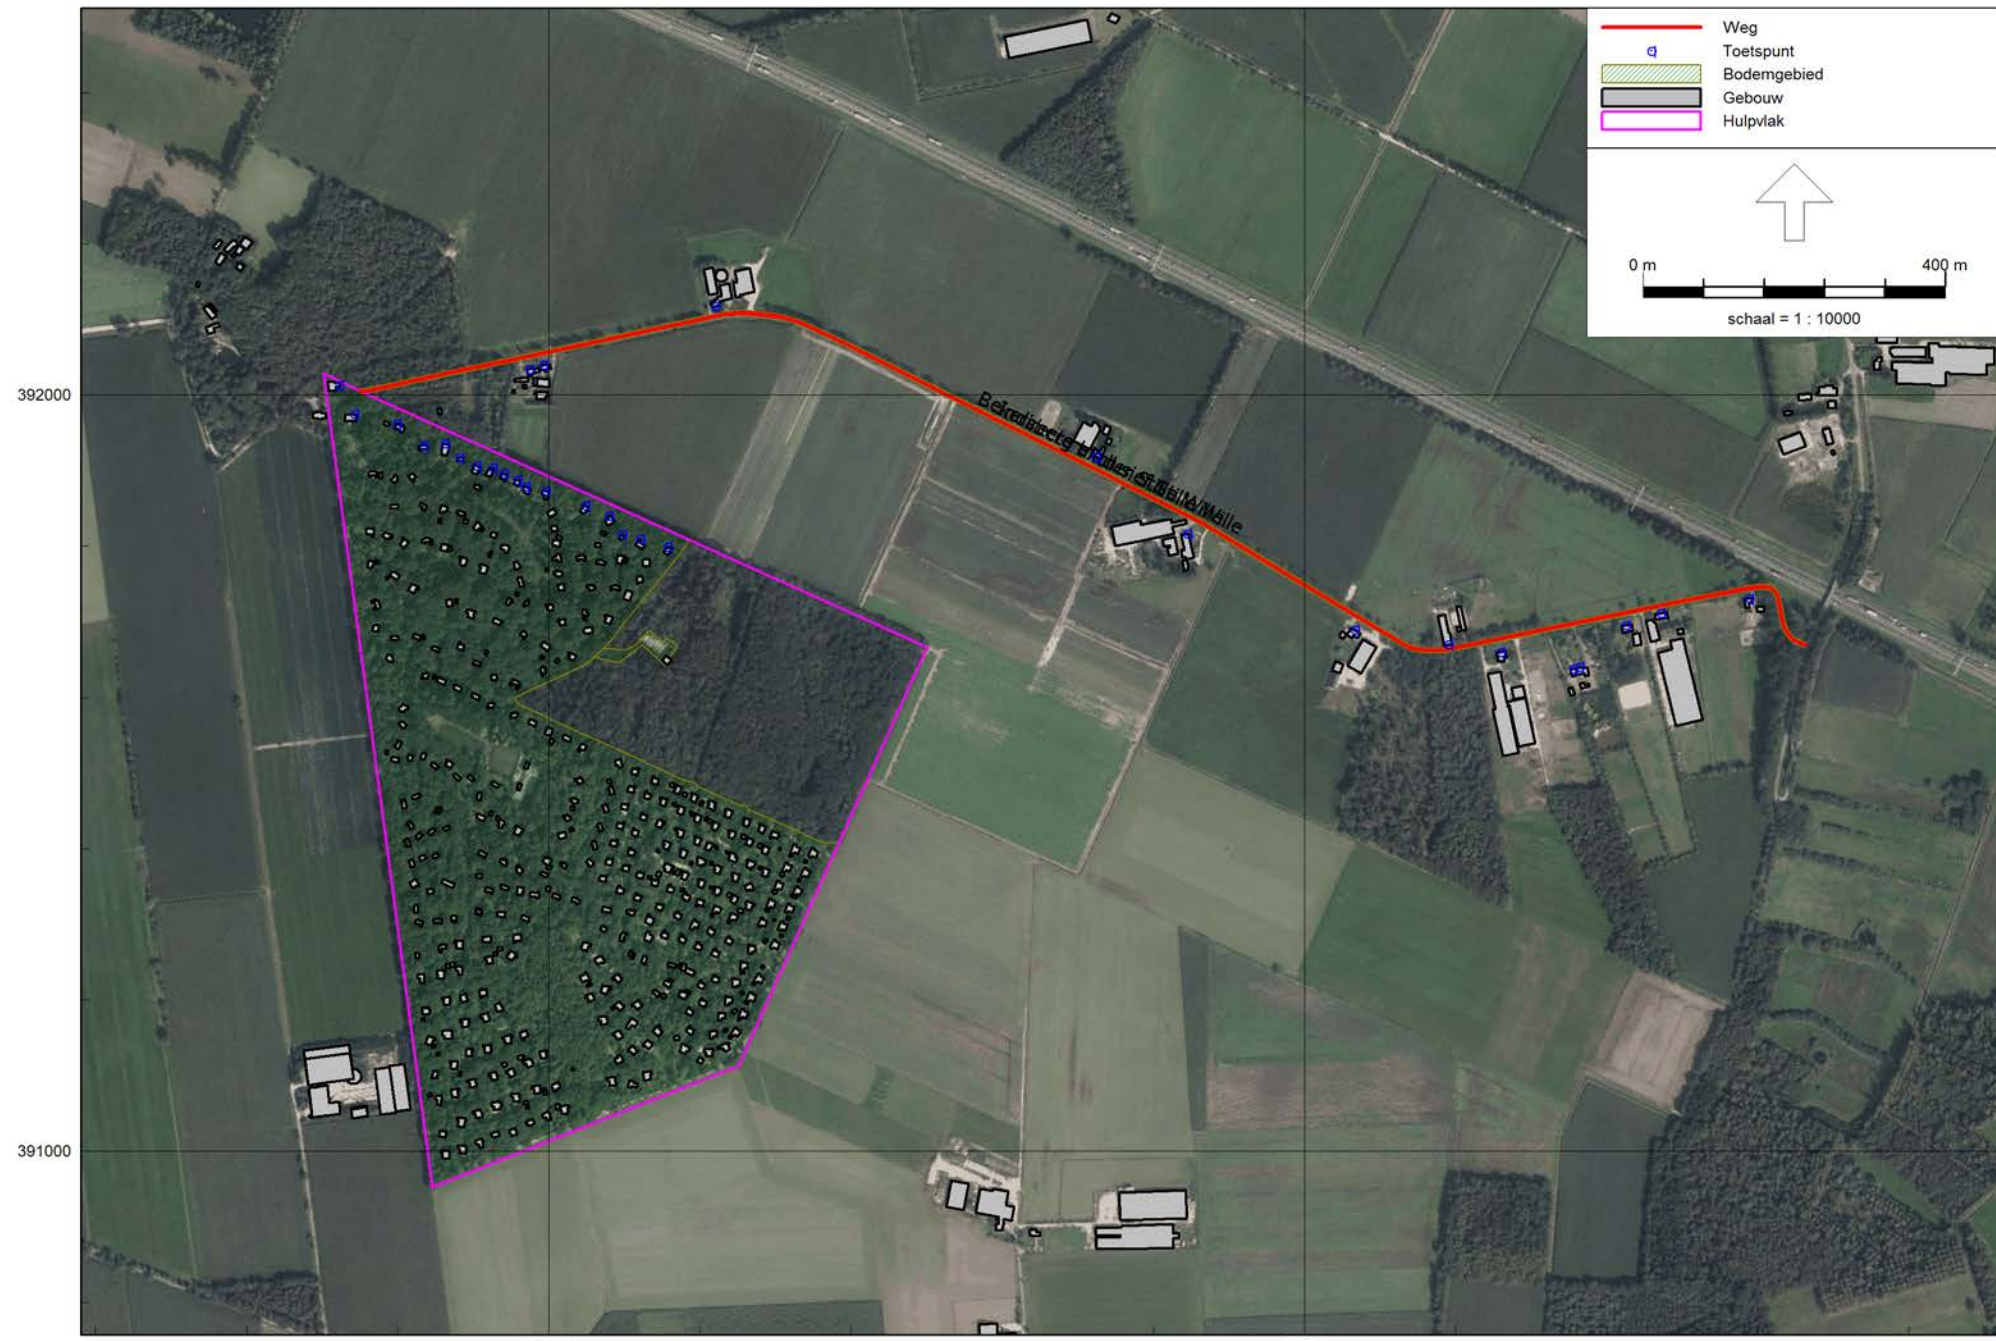 Weg
Toetspunt
Bodemgebied
Gebouw
Hulpvlak
0 m 400 m
schaal = 1 : 10000
392000
391000